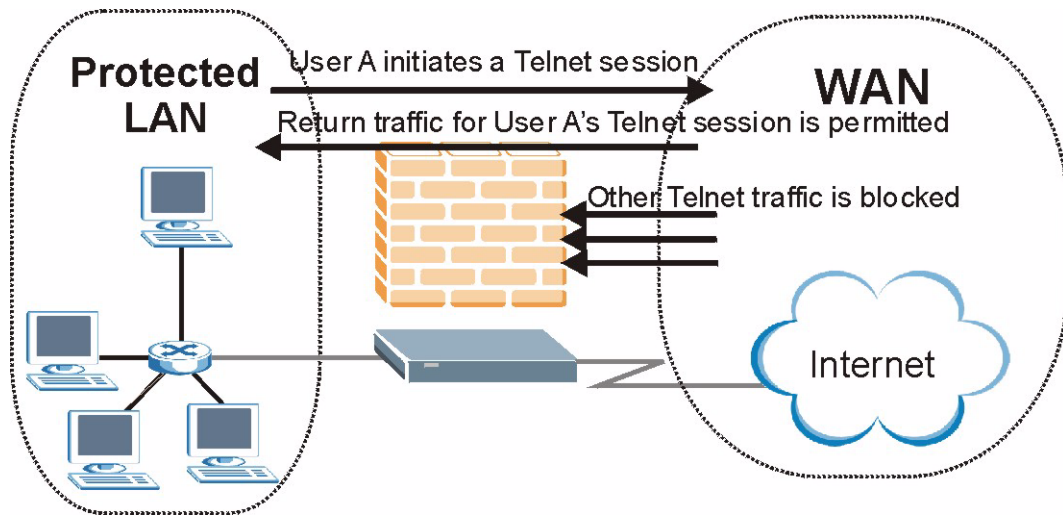 Protected
LAN
User A initiates a Telnet session
WAN
Return traffic for User A's Telnet session is permitted
Other Telnet traffic is blocked
Internet